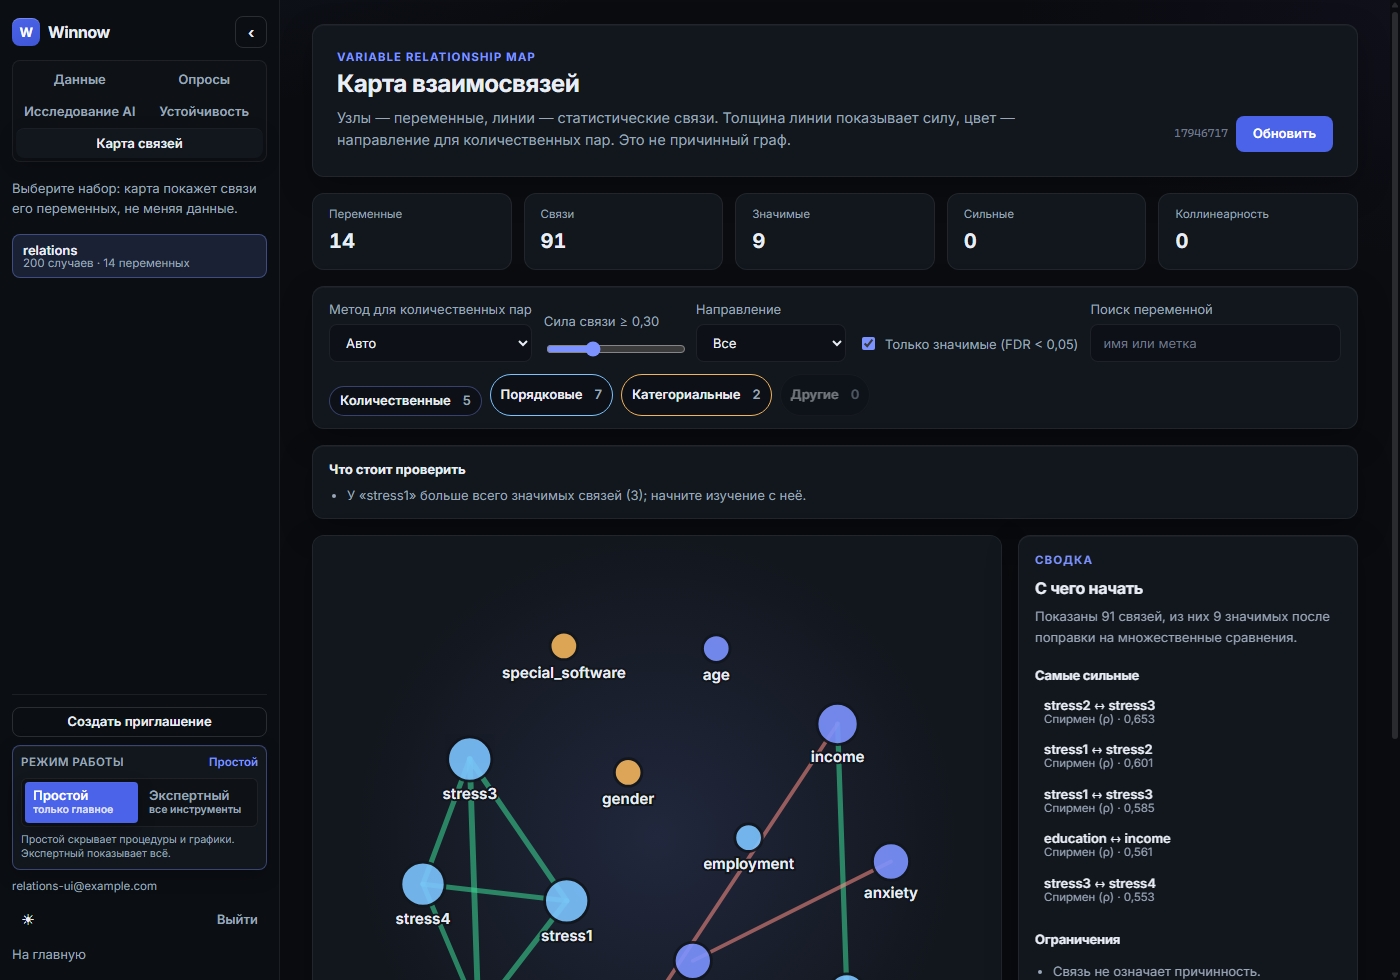 W Winnow ‹
Данные Опросы
Исследование AI Устойчивость
Карта связей
Выберите набор: карта покажет связи
его переменных, не меняя данные.
relations
200 случаев · 14 переменных
Создать приглашение
РЕЖИМ РАБОТЫ Простой
Простой
только главное
Экспертный
все инструменты
Простой скрывает процедуры и графики.
Экспертный показывает всё.
relations-ui@example.com
Выйти
На главную
VARIABLE RELATIONSHIP MAP
Карта взаимосвязей
Узлы — переменные, линии — статистические связи. Толщина линии показывает силу, цвет —
направление для количественных пар. Это не причинный граф.
17946717 Обновить
Переменные
14
Связи
91
Значимые
9
Сильные
0
Коллинеарность
0
Метод для количественных пар
Авто
Сила связи ≥ 0,30
Направление
Все
Только значимые (FDR < 0,05)
Поиск переменной
имя или метка
Количественные 5
Порядковые 7
Категориальные 2
Другие 0
Что стоит проверить
• У «stress1» больше всего значимых связей (3); начните изучение с неё.
special_software
age
income
stress3
gender
employment
anxiety
stress4
stress1
СВОДКА
С чего начать
Показаны 91 связей, из них 9 значимых после
поправки на множественные сравнения.
Самые сильные
stress2 ↔ stress3
Спирмен (ρ) · 0,653
stress1 ↔ stress2
Спирмен (ρ) · 0,601
stress1 ↔ stress3
Спирмен (ρ) · 0,585
education ↔ income
Спирмен (ρ) · 0,561
stress3 ↔ stress4
Спирмен (ρ) · 0,553
Ограничения
• Связь не означает причинность.